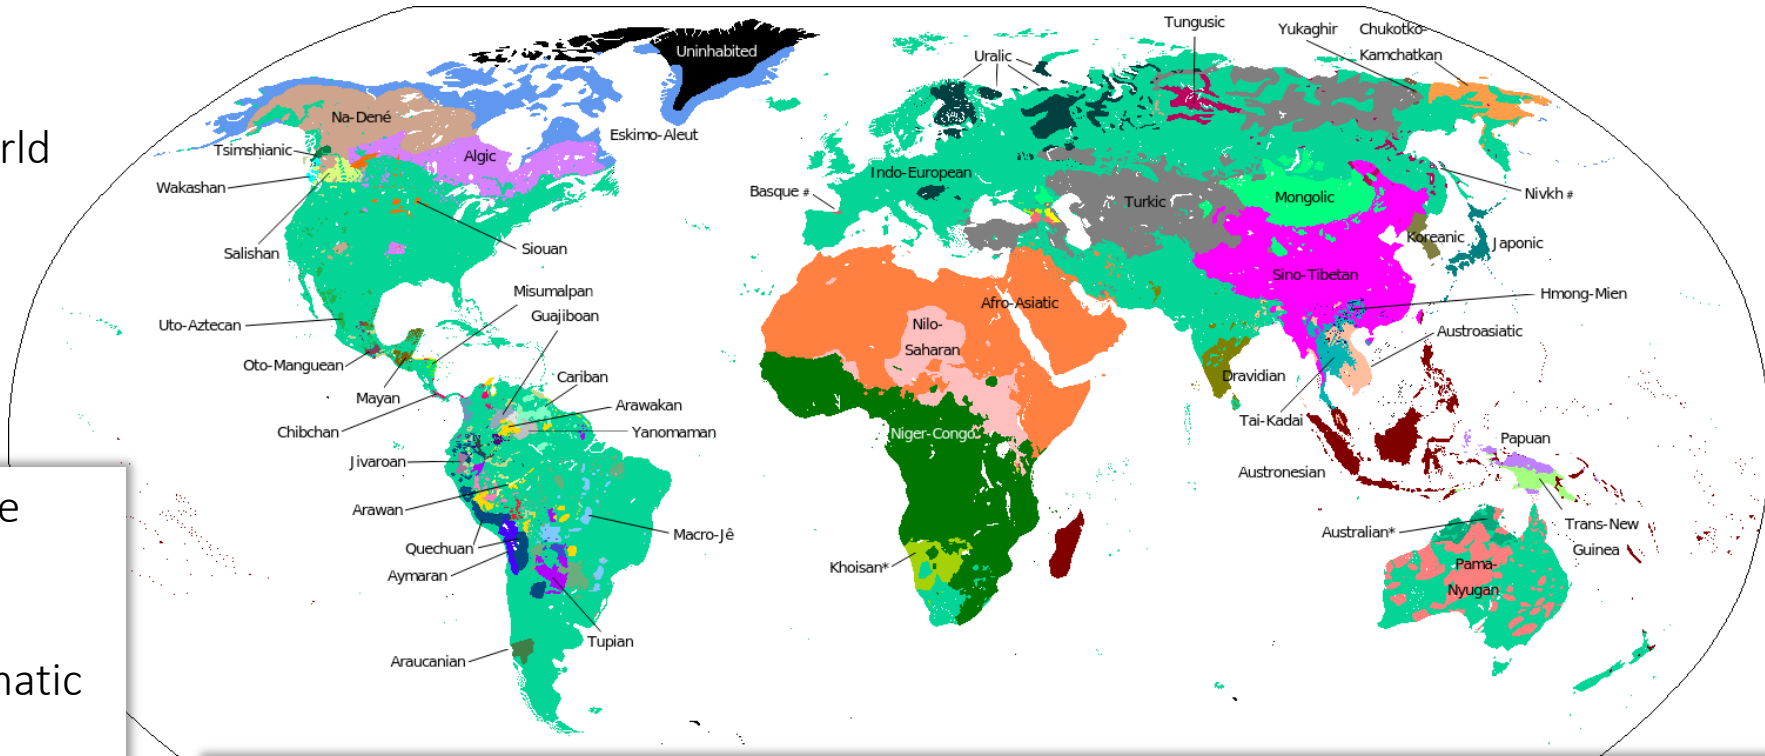 rld
e
natic
Uninhabited
Na-Dené
Eskimo-Aleut
Tsimshianic
Algic
Wakashan
Salishan
Siouan
Misumalpan
Guajiboan
Uto-Aztecan
Oto-Manguean
Mayan
Cariban
Arawakan
Chibchan
Yanomaman
Jivaroan
Arawan
Macro-Jê
Quechuan
Aymaran
Tupian
Araucanian
Tungusic
Yukaghir
Chukotko-
Kamchatkan
Uralic
Indo-European
Basque #
Turkic
Mongolic
Nivkh #
Koreanic
Japonic
Sino-Tibetan
Hmong-Mien
Afro-Asiatic
Nilo-
Saharan
Austroasiatic
Dravidian
Tai-Kadai
Niger-Congo
Papuan
Austronesian
Australian*
Trans-New
Guinea
Khoisan*
Pama-
Nyugan